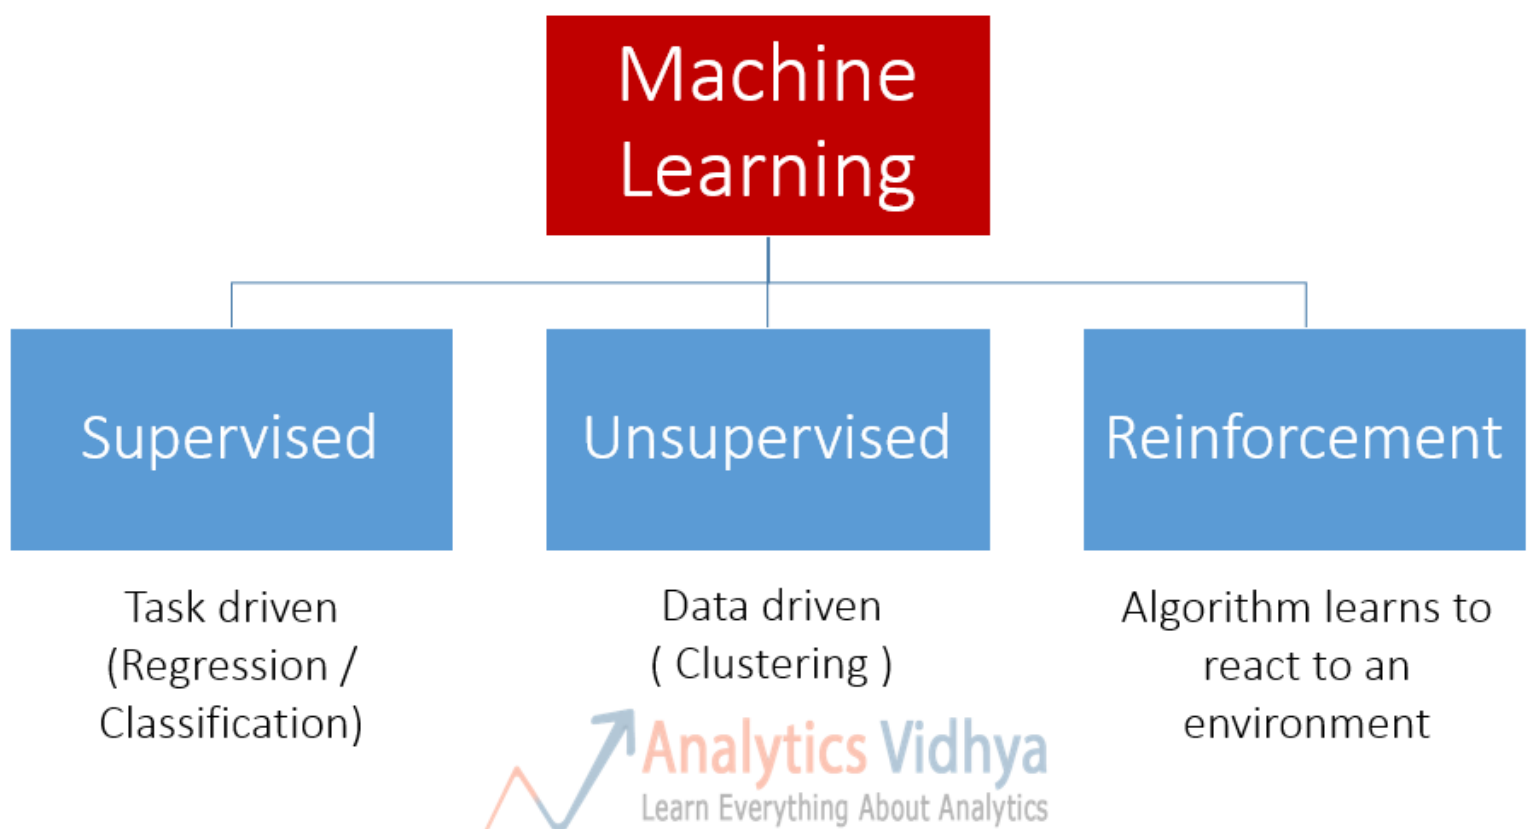 Machine
Learning
Supervised
Unsupervised
Reinforcement
Task driven
(Regression /
Classification)
Data driven
( Clustering )
Algorithm learns to
react to an
environment
Analytics Vidhya
Learn Everything About Analytics